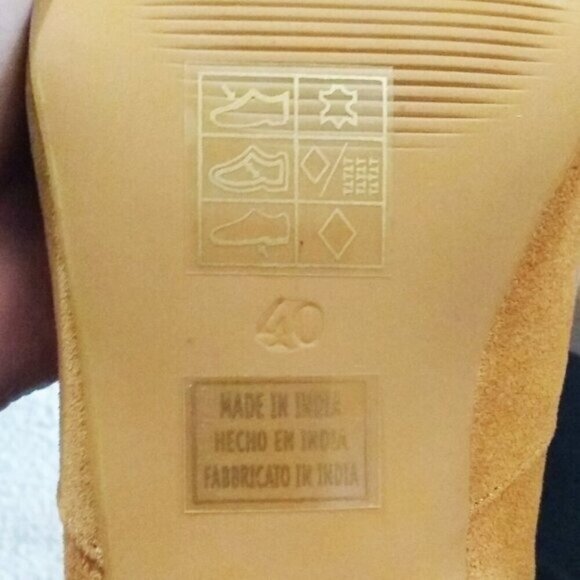 40
MADE IN INDIA
HECHO EN INDIA
FABBRICATO IN INDIA